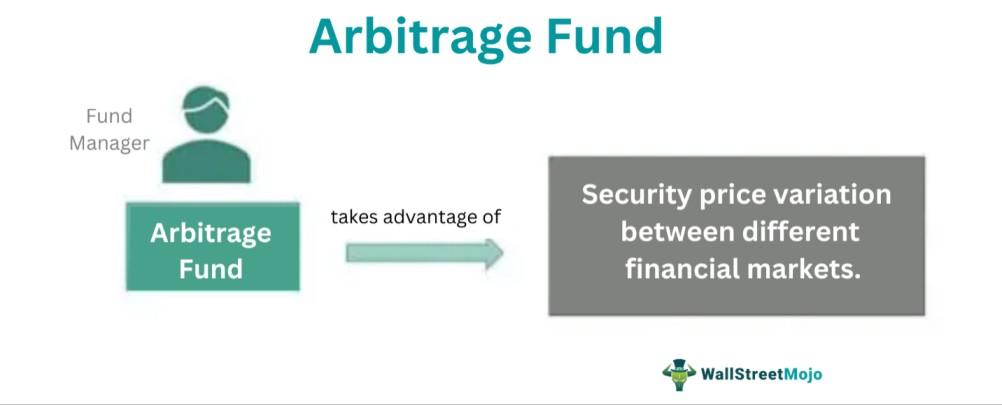 Arbitrage Fund
Fund
Manager
Arbitrage
Fund
takes advantage of
Security price variation
between different
financial markets.
WallStreetMojo